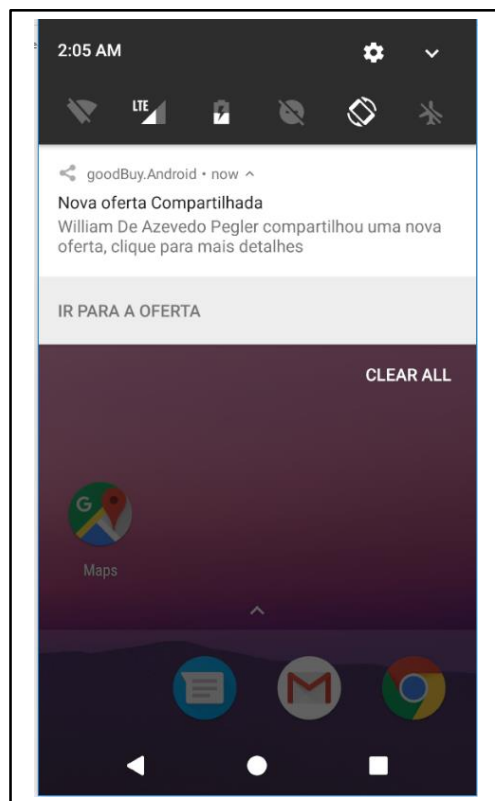 2:05 AM
LTE
goodBuy.Android • now
Nova oferta Compartilhada
William De Azevedo Pegler compartilhou uma nova
oferta, clique para mais detalhes
IR PARA A OFERTA
CLEAR ALL
G
Maps